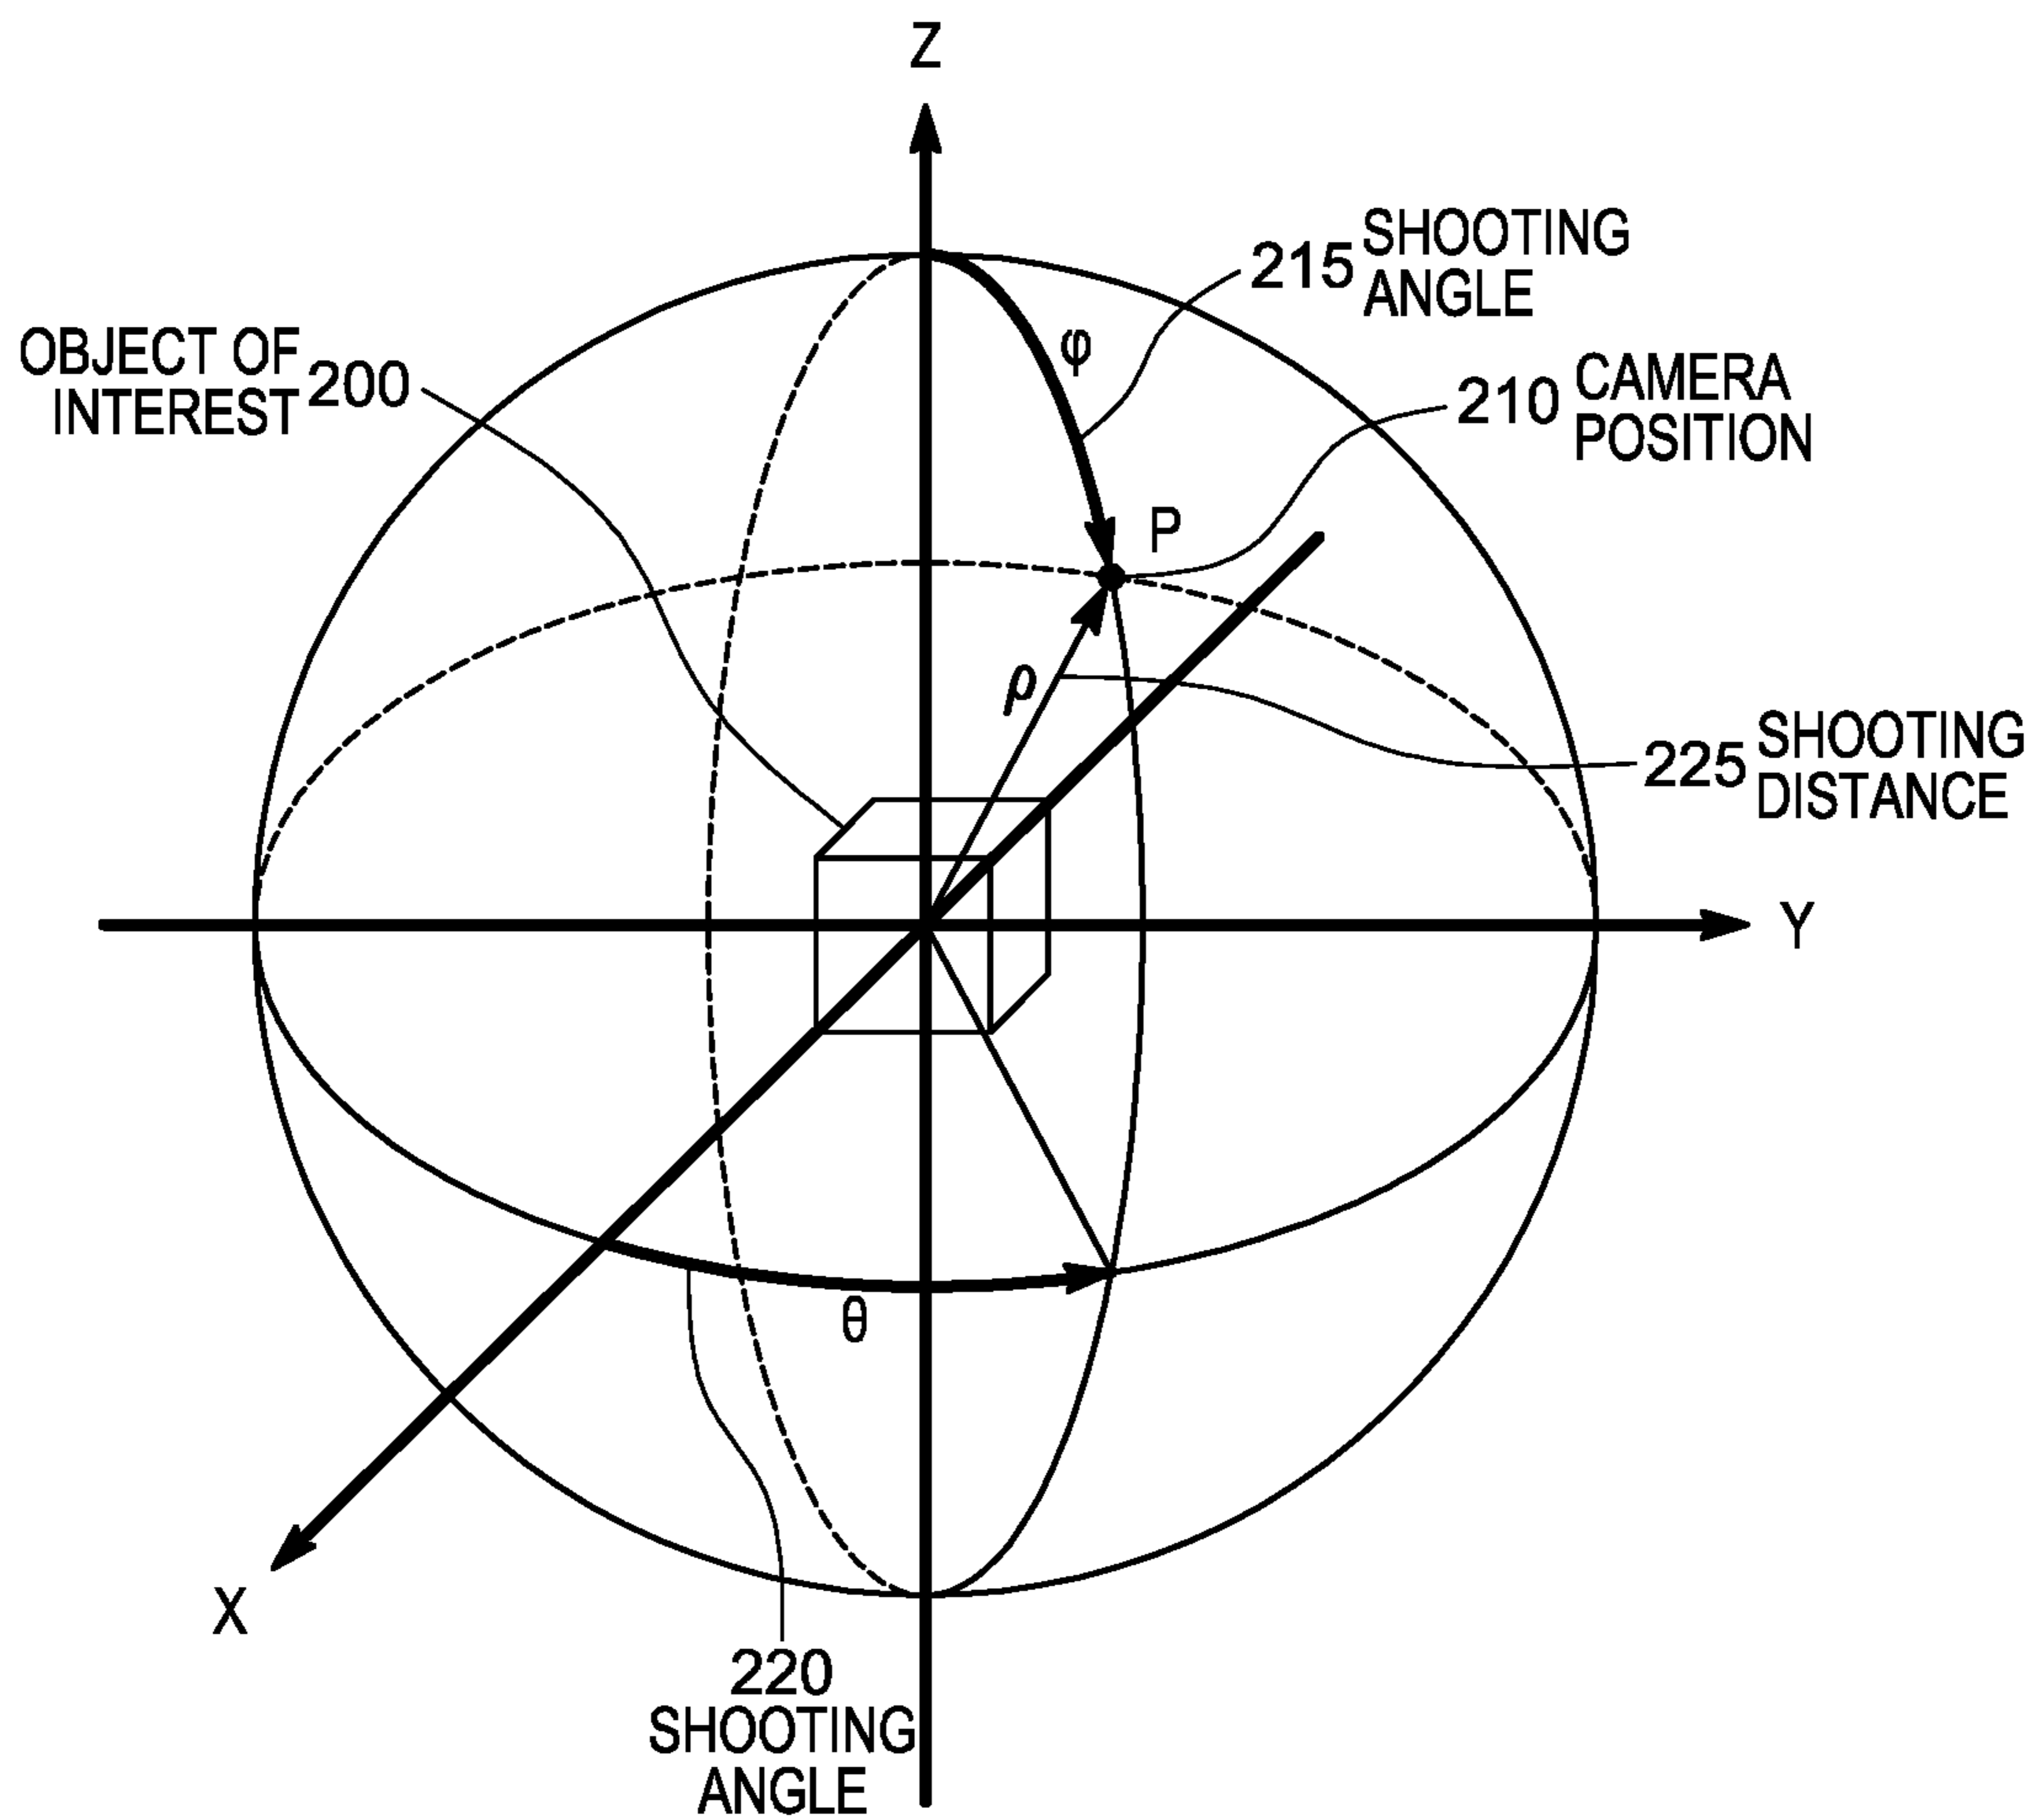 Z
215 SHOOTING
ANGLE
φ
OBJECT OF
INTEREST 200
210 CAMERA
POSITION
P
ρ
225 SHOOTING
DISTANCE
Y
θ
X
220
SHOOTING
ANGLE